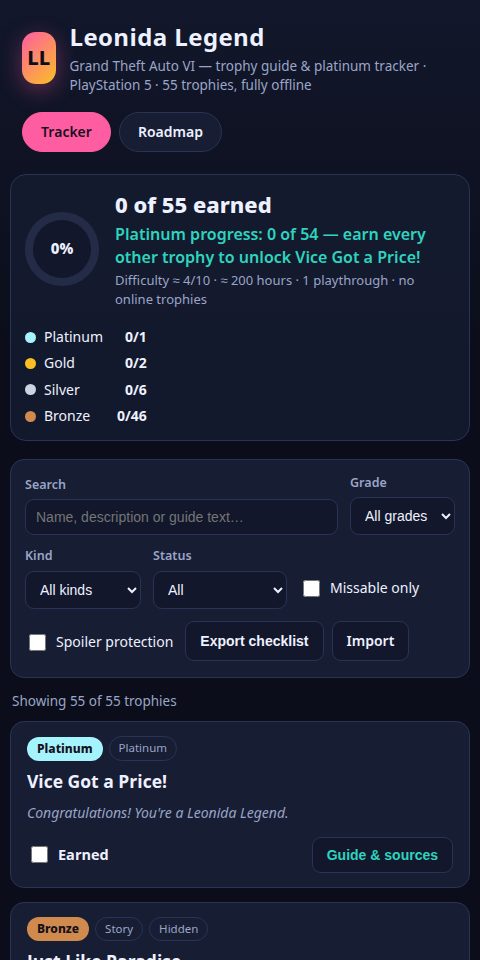 LL
Leonida Legend
Grand Theft Auto VI — trophy guide & platinum tracker ·
PlayStation 5 · 55 trophies, fully offline
Tracker
Roadmap
0%
0 of 55 earned
Platinum progress: 0 of 54 — earn every
other trophy to unlock Vice Got a Price!
Difficulty ≈ 4/10 · ≈ 200 hours · 1 playthrough · no
online trophies
Platinum 0/1
Gold 0/2
Silver 0/6
Bronze 0/46
Search
Grade
Name, description or guide text…
All grades
Kind
Status
All kinds
All
Missable only
Spoiler protection
Export checklist
Import
Showing 55 of 55 trophies
Platinum
Platinum
Vice Got a Price!
Congratulations! You're a Leonida Legend.
Earned
Guide & sources
Bronze
Story
Hidden
Just Like Paradise